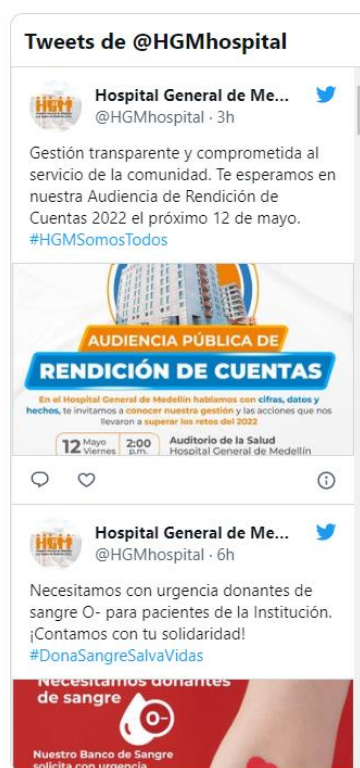 Tweets de @HGMhospital
HGM
Hospital General de Me...
@HGMhospital · 3h
Gestión transparente y comprometida al
servicio de la comunidad. Te esperamos en
nuestra Audiencia de Rendición de
Cuentas 2022 el próximo 12 de mayo.
#HGMSomosTodos
AUDIENCIA PÚBLICA DE
RENDICIÓN DE CUENTAS
En el Hospital General de Medellín hablamos con cifras, datos y
hechos, te invitamos a conocer nuestra gestión y las acciones que nos
llevaron a superar los retos del 2022
12 Mayo Viernes 2:00 p.m. Auditorio de la Salud
Hospital General de Medellín
HGM
Hospital General de Me...
@HGMhospital · 6h
Necesitamos con urgencia donantes de
sangre O- para pacientes de la Institución.
¡Contamos con tu solidaridad!
#DonaSangreSalvaVidas
Necesitamos donantes
de sangre
O-
Nuestro Banco de Sangre
solicita con urgencia